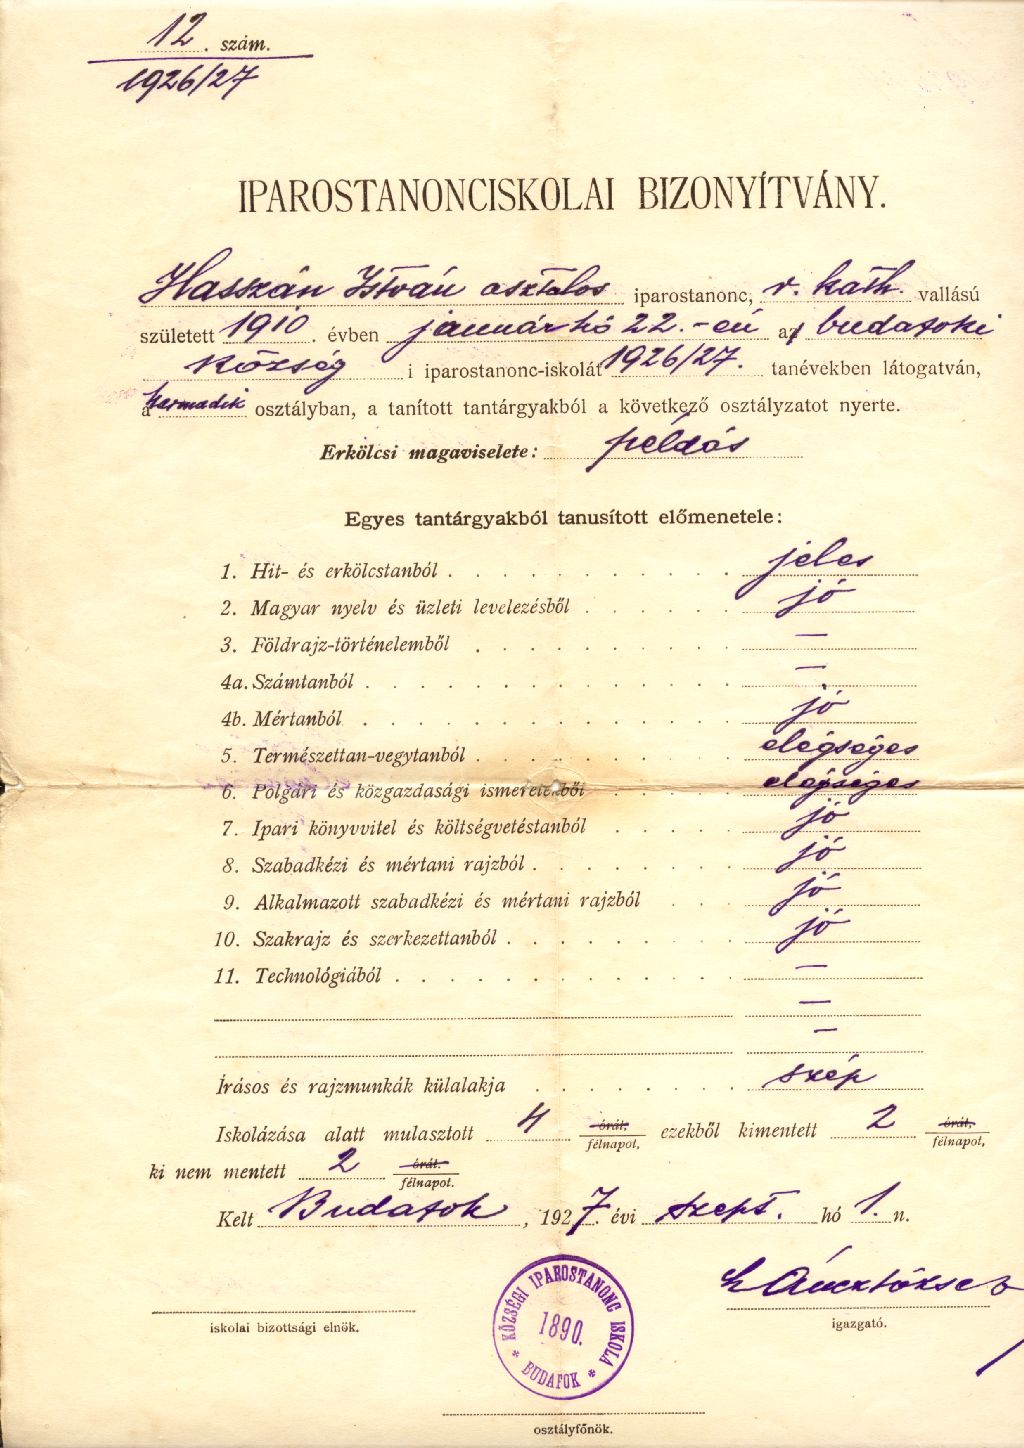 12. szám.
1926/27
IPAROSTANONCISKOLAI BIZONYÍTVÁNY.
Hasszán István asztalos iparostanonc, r. kath. vallású
született 1910. évben január hó 22.-én a budafoki
község i iparostanonc-iskolát 1926/27. tanévekben látogatván,
a harmadik osztályban, a tanított tantárgyakból a következő osztályzatot nyerte.
Erkölcsi magaviselete: példás
Egyes tantárgyakból tanusított előmenetele:
1. Hit- és erkölcstanból jeles
2. Magyar nyelv és üzleti levelezésből jó
3. Földrajz-történelemből —
4a. Számtanból —
4b. Mértanból jó
5. Természettan-vegytanból elégséges
6. Polgári és közgazdasági ismeretekből elégséges
7. Ipari könyvvitel és költségvetéstanból jó
8. Szabadkézi és mértani rajzból jó
9. Alkalmazott szabadkézi és mértani rajzból jó
10. Szakrajz és szerkezettanból jó
11. Technológiából —
—
—
Írásos és rajzmunkák külalakja szép
Iskolázása alatt mulasztott 4 órát, félnapot, ezekből kimentett 2 órát, félnapot,
ki nem mentett 2 órát. félnapot.
Kelt Budafok, 1927. évi szept. hó 1. n.
KÖZSÉGI IPAROSTANONC ISKOLA
1890.
* BUDAFOK *
iskolai bizottsági elnök.
igazgató.
osztályfőnök.